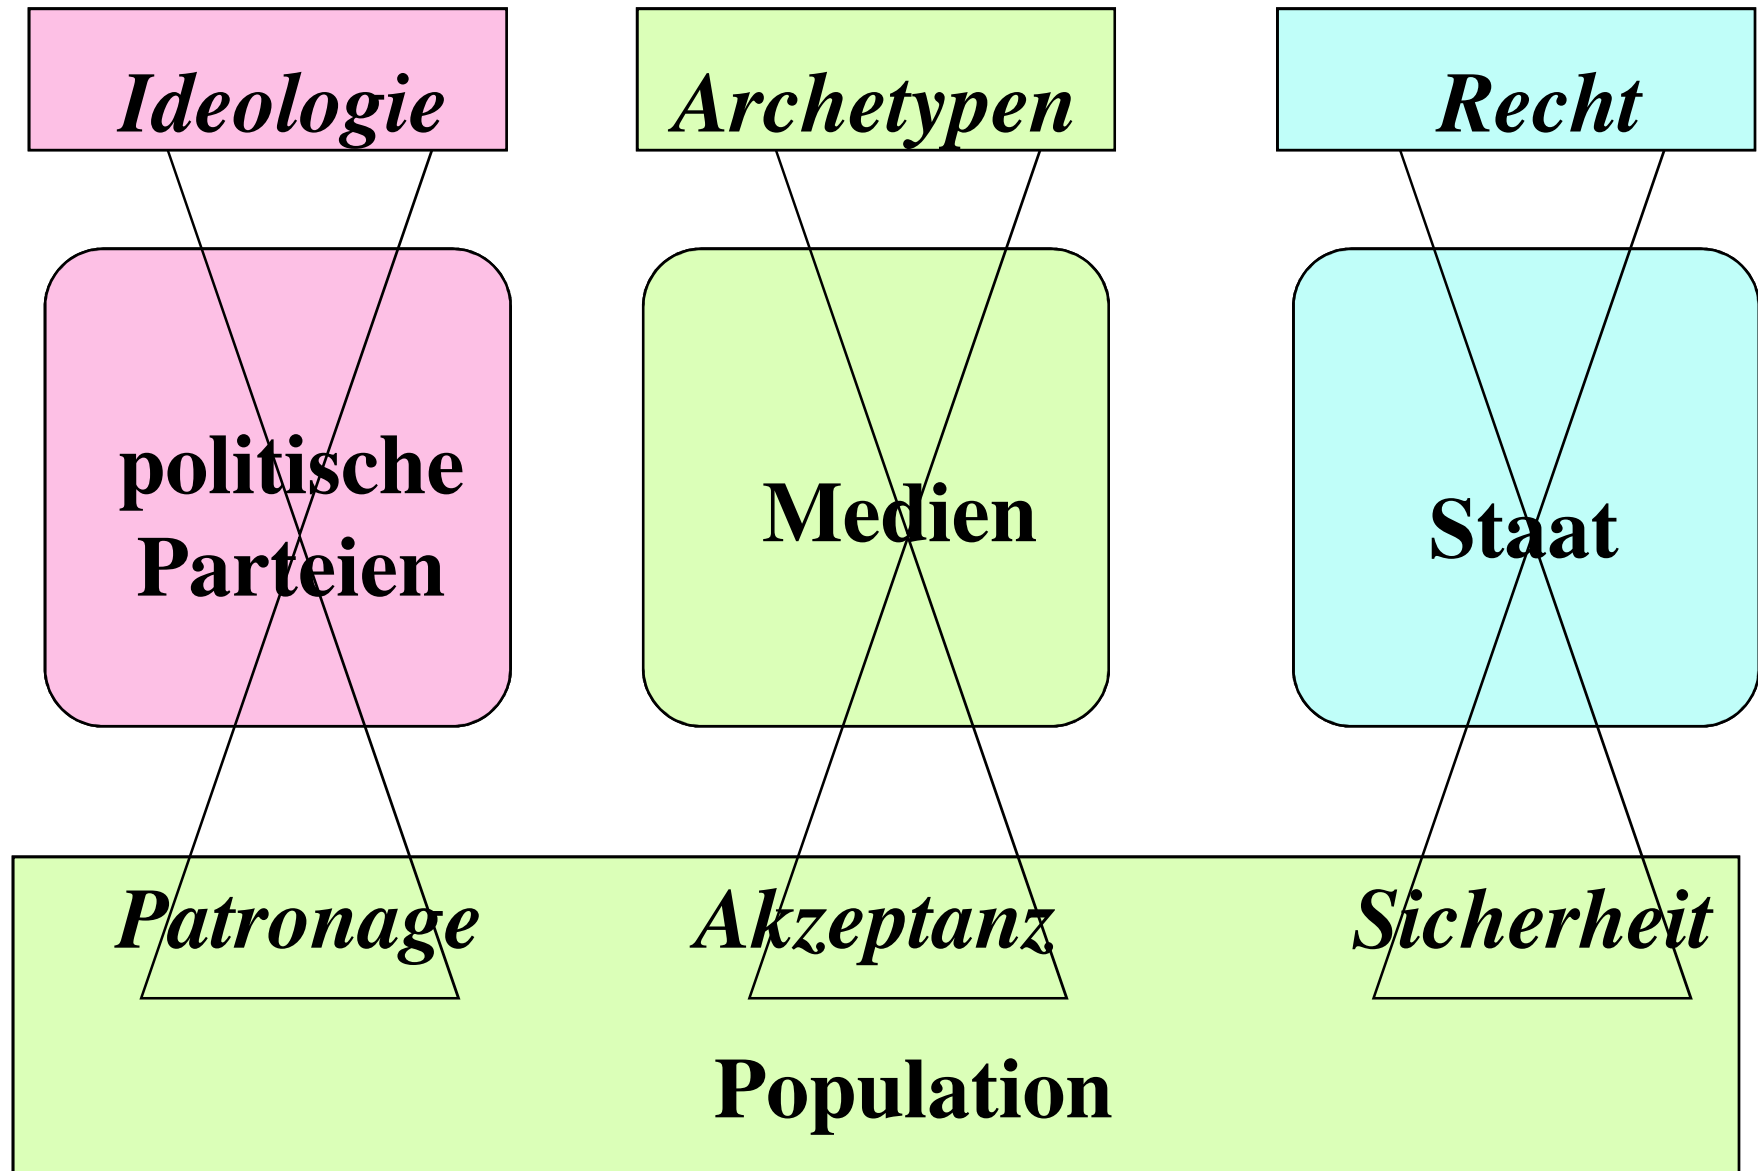 Ideologie
Archetypen
Recht
politische
Parteien
Medien
Staat
Patronage
Akzeptanz
Sicherheit
Population